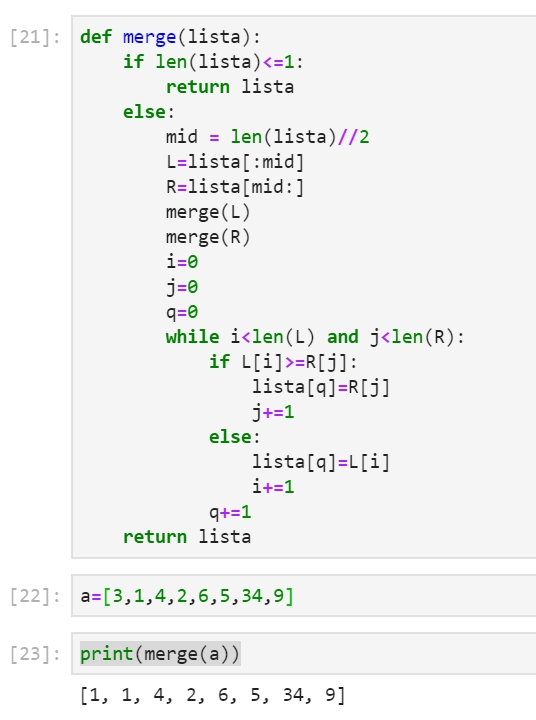 [21]: def merge(lista):
    if len(lista)<=1:
        return lista
    else:
        mid = len(lista)//2
        L=lista[:mid]
        R=lista[mid:]
        merge(L)
        merge(R)
        i=0
        j=0
        q=0
        while i<len(L) and j<len(R):
            if L[i]>=R[j]:
                lista[q]=R[j]
                j+=1
            else:
                lista[q]=L[i]
                i+=1
            q+=1
    return lista
[22]: a=[3,1,4,2,6,5,34,9]
[23]: print(merge(a))
[1, 1, 4, 2, 6, 5, 34, 9]